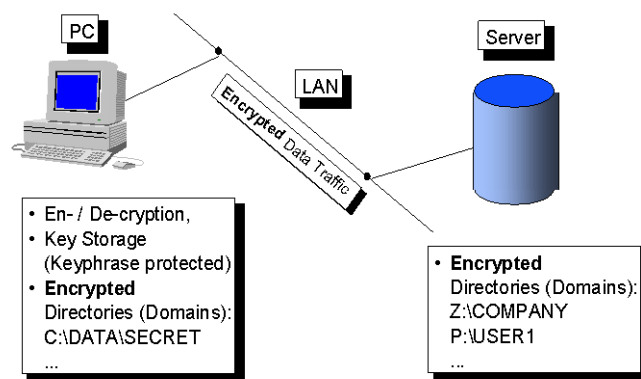 PC
Server
LAN
Encrypted Data Traffic
• En- / De-cryption,
• Key Storage
(Keyphrase protected)
• Encrypted
Directories (Domains):
C:\DATA\SECRET
...
• Encrypted
Directories (Domains):
Z:\COMPANY
P:\USER1
...